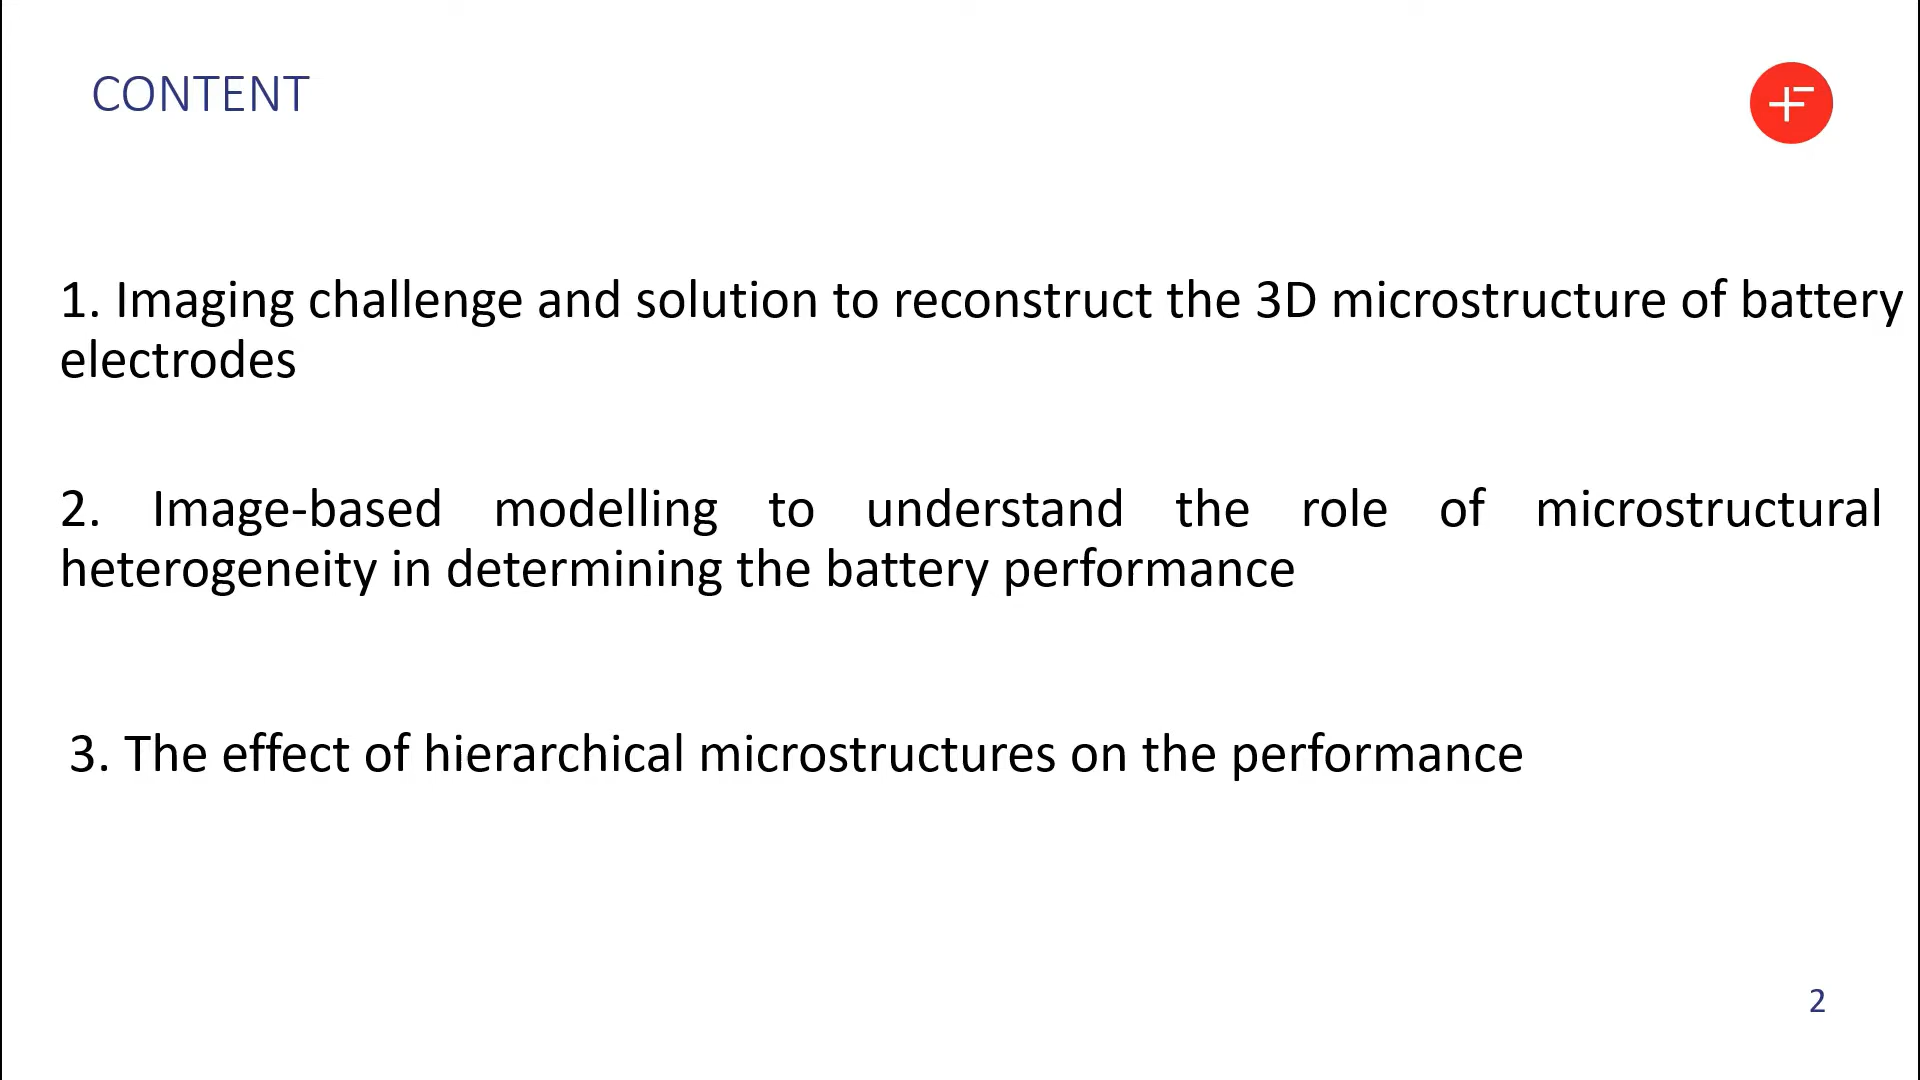 CONTENT
1. Imaging challenge and solution to reconstruct the 3D microstructure of battery
electrodes
2. Image-based modelling to understand the role of microstructural
heterogeneity in determining the battery performance
3. The effect of hierarchical microstructures on the performance
2